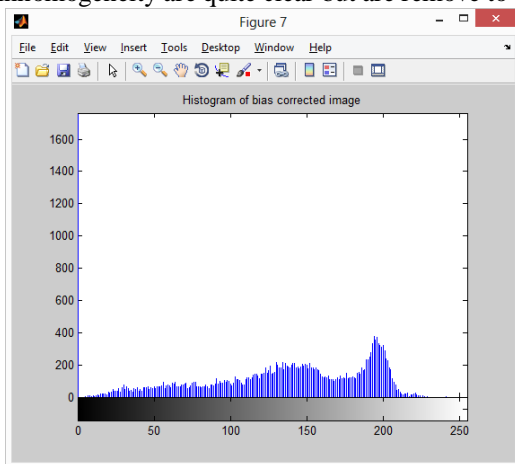 Figure 7
File Edit View Insert Tools Desktop Window Help
Histogram of bias corrected image
1600
1400
1200
1000
800
600
400
200
0
0 50 100 150 200 250